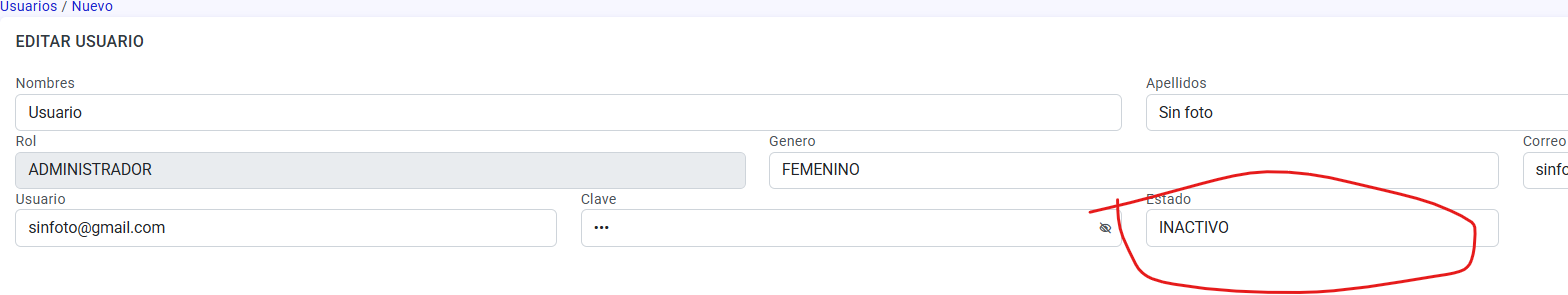 Usuarios / Nuevo
EDITAR USUARIO
Nombres
Apellidos
Usuario
Sin foto
Rol
Genero
Correo
ADMINISTRADOR
FEMENINO
sinfo
Usuario
Clave
Estado
sinfoto@gmail.com
•••
INACTIVO